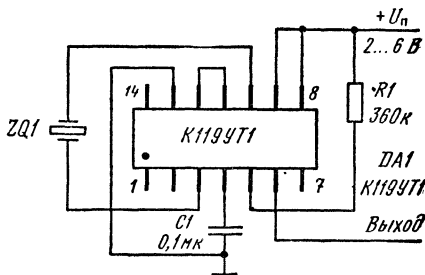 +Uп
2...6 В
14
8
R1
360к
ZQ1
К119УТ1
DA1
К119УТ1
1
7
C1
0,1мк
Выход